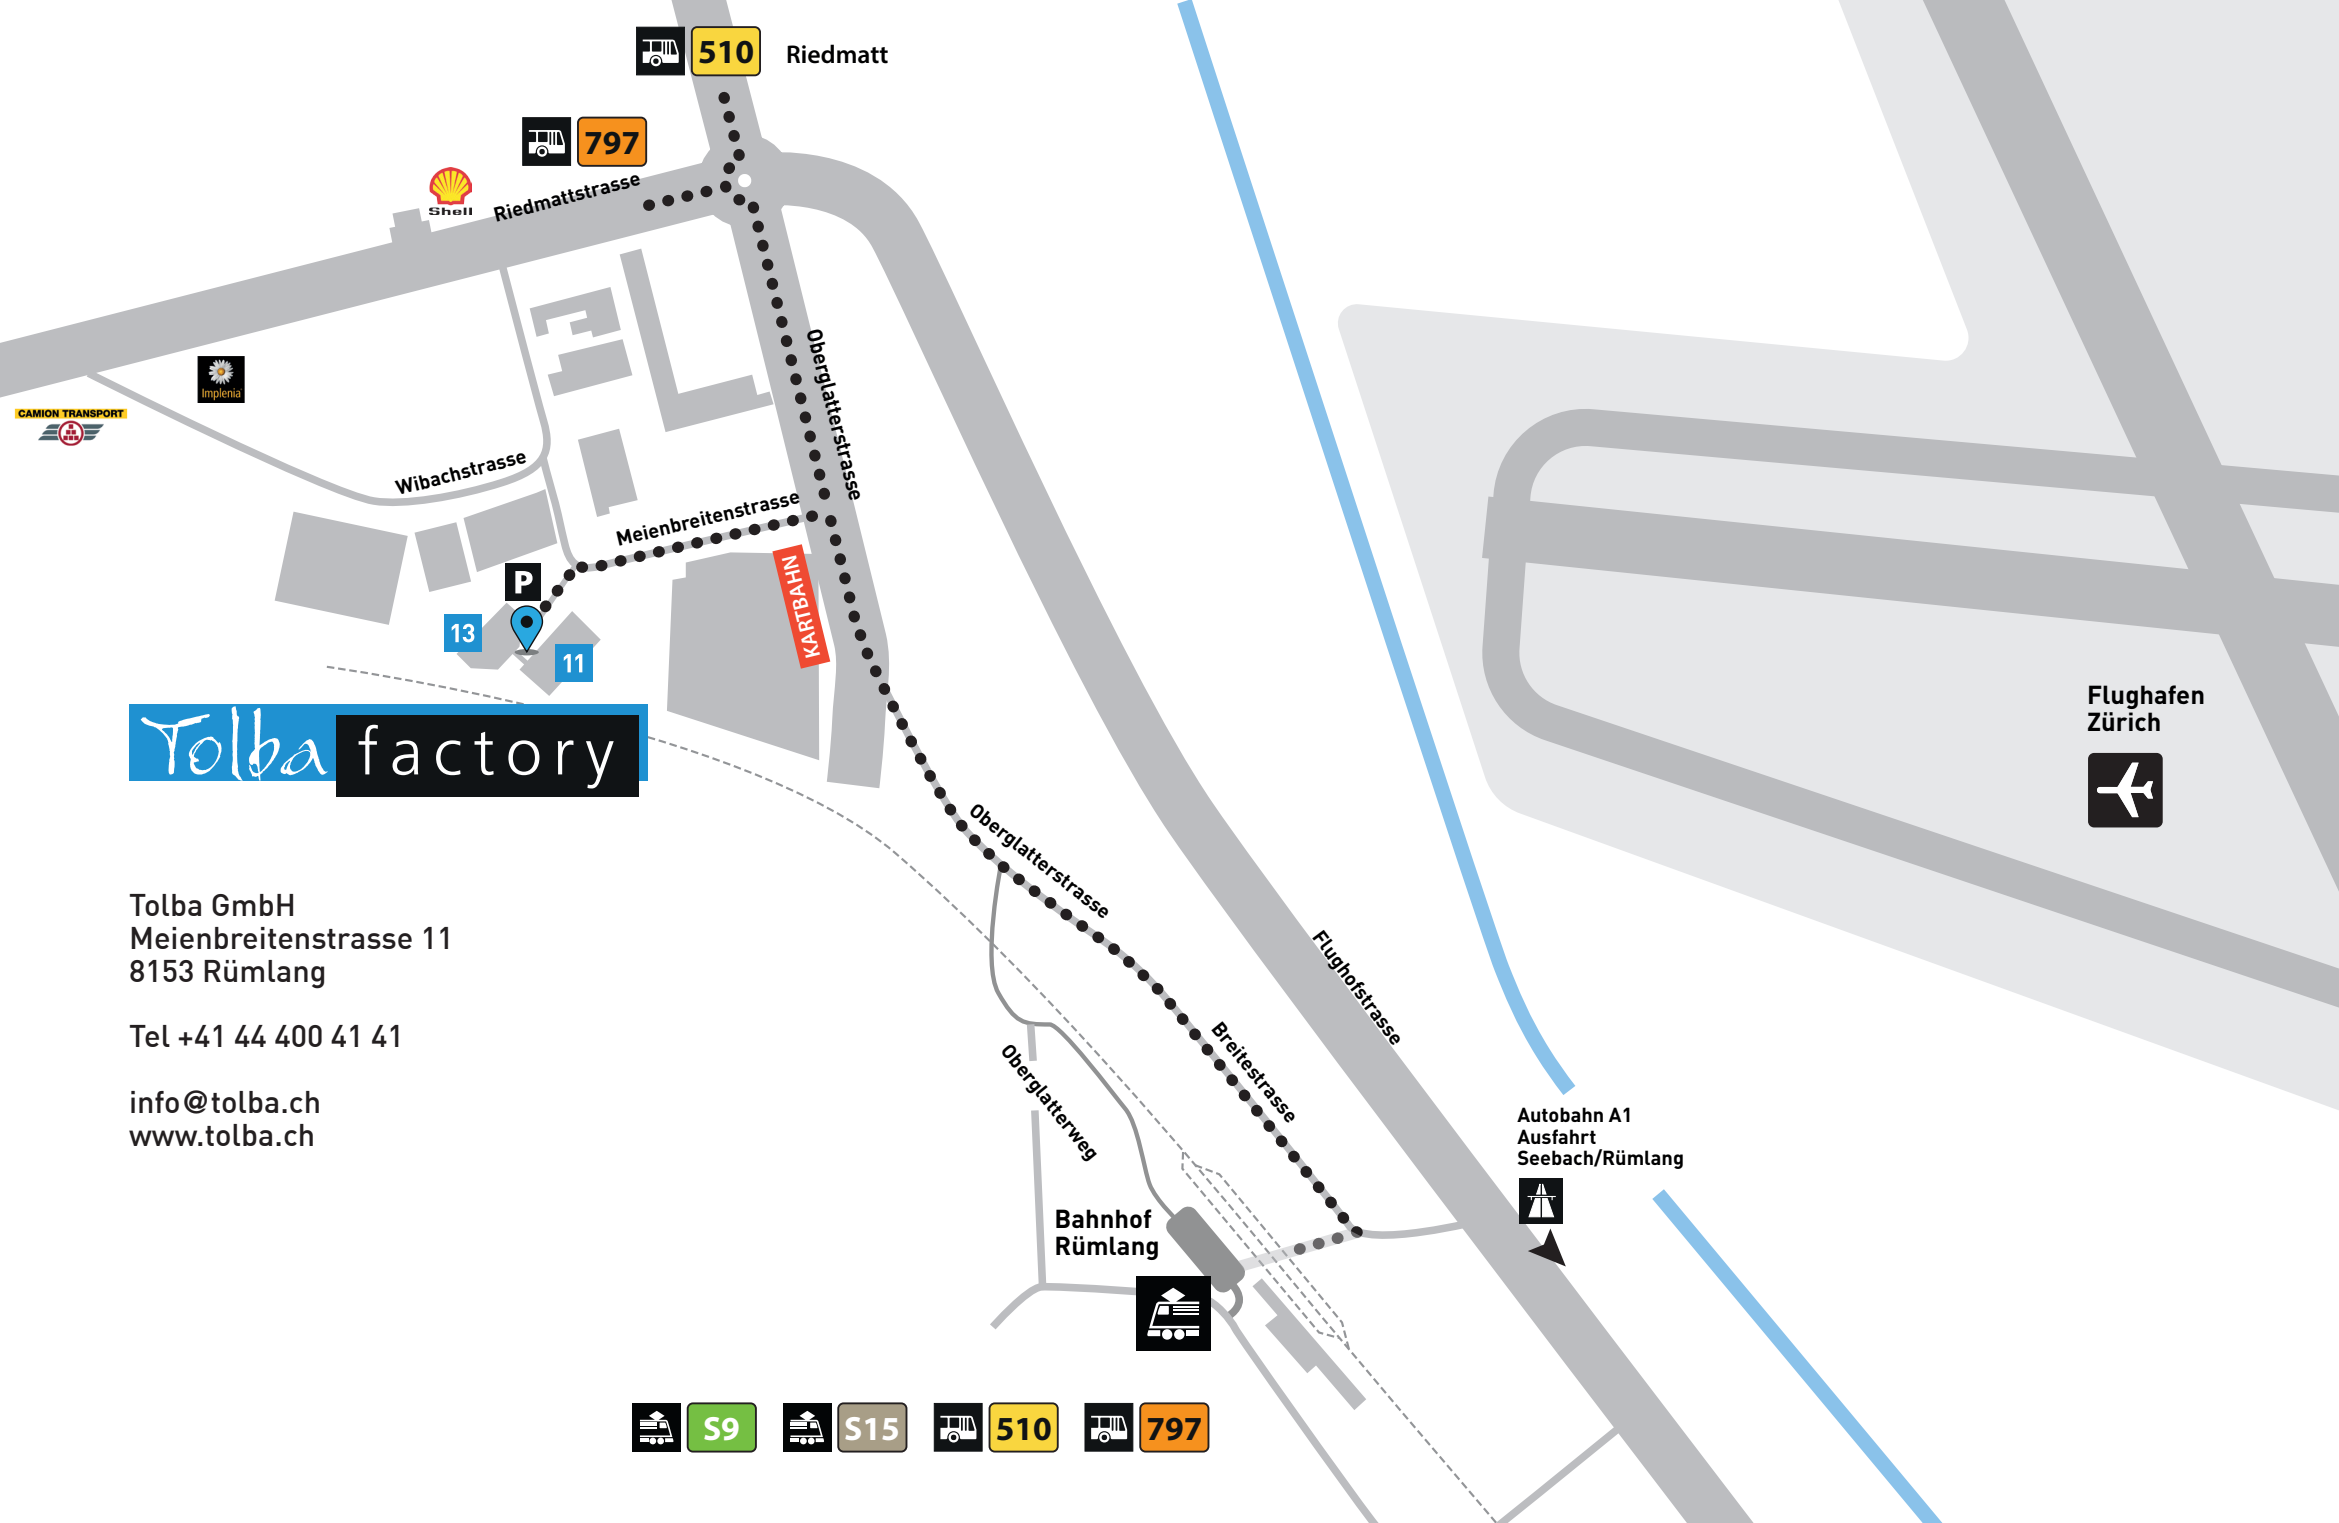 510
Riedmatt
797
Shell
Riedmattstrasse
Implenia
CAMION TRANSPORT
Oberglatterstrasse
Wibachstrasse
Meienbreitenstrasse
KARTBAHN
P
13
11
Tolba factory
Flughafen
Zürich
Oberglatterstrasse
Tolba GmbH
Meienbreitenstrasse 11
8153 Rümlang
Tel +41 44 400 41 41
info@tolba.ch
www.tolba.ch
Flughofstrasse
Breitestrasse
Oberglatterweg
Autobahn A1
Ausfahrt
Seebach/Rümlang
Bahnhof
Rümlang
S9 S15 510 797